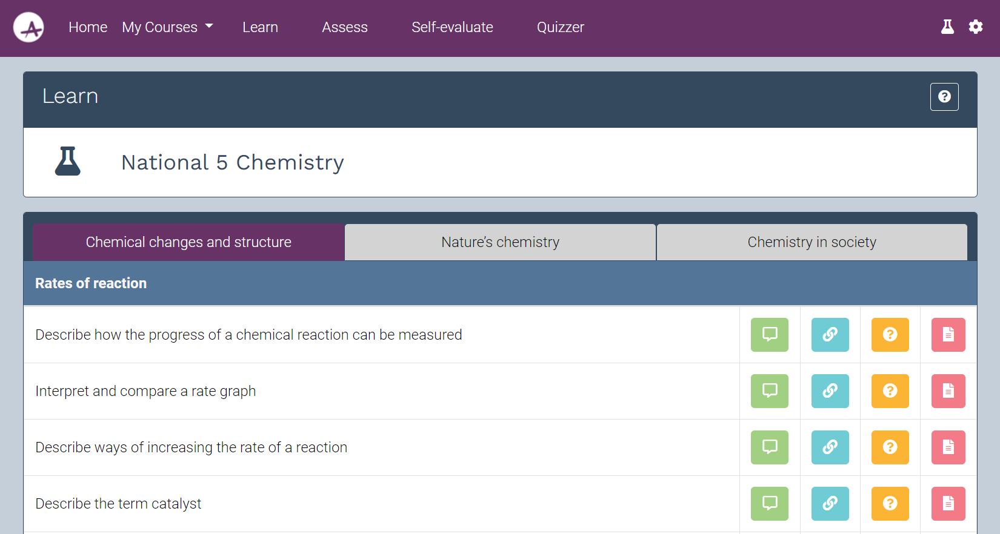 Home My Courses Learn Assess Self-evaluate Quizzer
Learn
National 5 Chemistry
Chemical changes and structure Nature’s chemistry Chemistry in society
Rates of reaction
Describe how the progress of a chemical reaction can be measured
Interpret and compare a rate graph
Describe ways of increasing the rate of a reaction
Describe the term catalyst